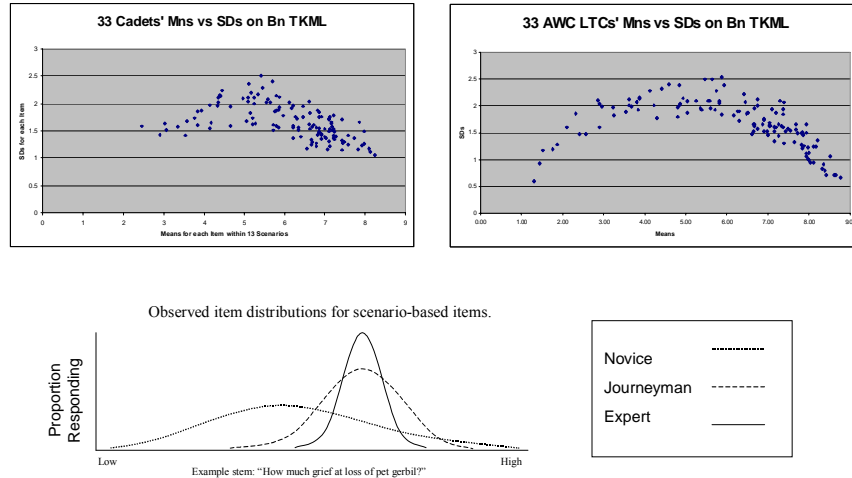 33 Cadets' Mns vs SDs on Bn TKML
3
2.5
2
1.5
1
0.5
0
SDs for each Item
0 1 2 3 4 5 6 7 8 9
Means for each Item within 13 Scenarios
33 AWC LTCs' Mns vs SDs on Bn TKML
3
2.5
2
1.5
1
0.5
0
SDs
0.00 1.00 2.00 3.00 4.00 5.00 6.00 7.00 8.00 9.0
Means
Observed item distributions for scenario-based items.
Proportion
Responding
Low
High
Example stem: "How much grief at loss of pet gerbil?"
Novice
Journeyman
Expert